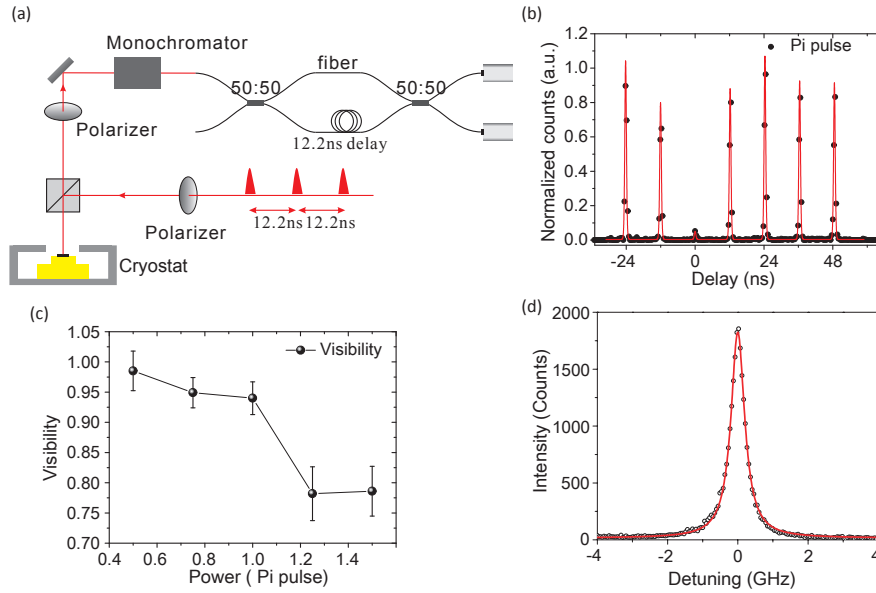 (a)
Monochromator
fiber
50:50
50:50
Polarizer
12.2ns delay
Polarizer
12.2ns
12.2ns
Cryostat
(b)
Pi pulse
Normalized counts (a.u.)
1.2
1.0
0.8
0.6
0.4
0.2
0.0
-24
0
24
48
Delay (ns)
(c)
Visibility
Visibility
1.05
1.00
0.95
0.90
0.85
0.80
0.75
0.70
0.4
0.6
0.8
1.0
1.2
1.4
Power ( Pi pulse)
(d)
Intensity (Counts)
2000
1500
1000
500
0
-4
-2
0
2
4
Detuning (GHz)